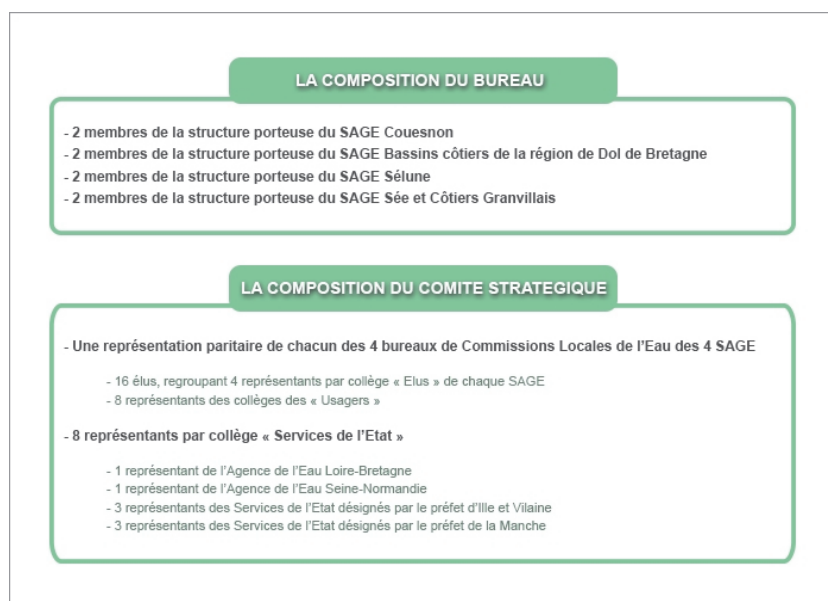 LA COMPOSITION DU BUREAU
- 2 membres de la structure porteuse du SAGE Couesnon
- 2 membres de la structure porteuse du SAGE Bassins côtiers de la région de Dol de Bretagne
- 2 membres de la structure porteuse du SAGE Sélune
- 2 membres de la structure porteuse du SAGE Sée et Côtiers Granvillais
LA COMPOSITION DU COMITE STRATEGIQUE
- Une représentation paritaire de chacun des 4 bureaux de Commissions Locales de l'Eau des 4 SAGE
- 16 élus, regroupant 4 représentants par collège « Elus » de chaque SAGE
- 8 représentants des collèges des « Usagers »
- 8 représentants par collège « Services de l'Etat »
- 1 représentant de l'Agence de l'Eau Loire-Bretagne
- 1 représentant de l'Agence de l'Eau Seine-Normandie
- 3 représentants des Services de l'Etat désignés par le préfet d'Ille et Vilaine
- 3 représentants des Services de l'Etat désignés par le préfet de la Manche